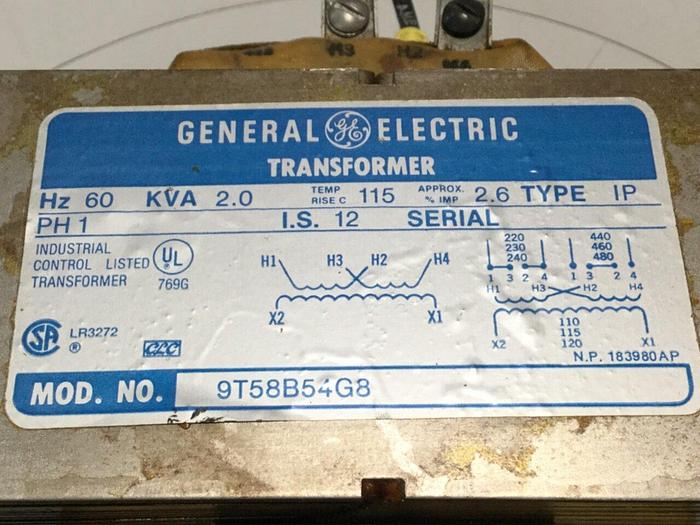 H3 H2
GENERAL GE ELECTRIC
TRANSFORMER
Hz 60 KVA 2.0 TEMP RISE C 115 APPROX. % IMP 2.6 TYPE IP
PH 1 I.S. 12 SERIAL
INDUSTRIAL
CONTROL LISTED
TRANSFORMER
UL
769G
SA
LR3272
®
CLC
H1 H3 H2 H4
X2 X1
220 440
230 460
240 480
1 3 2 4 1 3 2 4
H1 H3 H2 H4
110
115
X2 120 X1
N.P. 183980AP
MOD. NO. 9T58B54G8